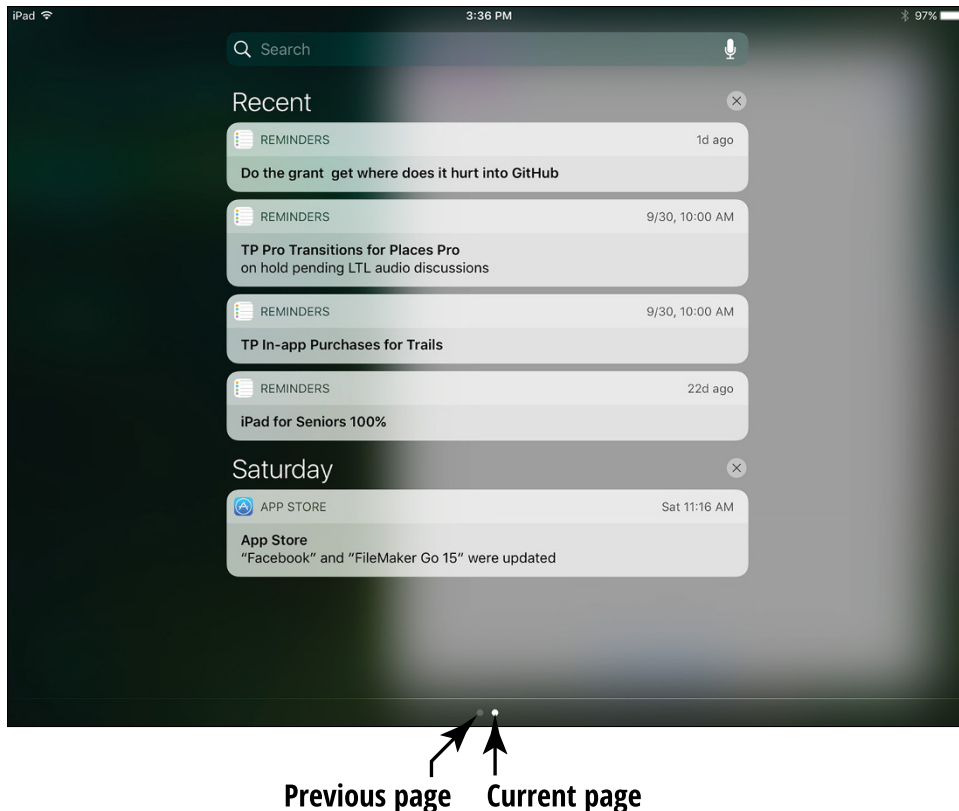 iPad 3:36 PM 97%
Search
Recent
REMINDERS 1d ago
Do the grant  get where does it hurt into GitHub
REMINDERS 9/30, 10:00 AM
TP Pro Transitions for Places Pro
on hold pending LTL audio discussions
REMINDERS 9/30, 10:00 AM
TP In-app Purchases for Trails
REMINDERS 22d ago
iPad for Seniors 100%
Saturday
APP STORE Sat 11:16 AM
App Store
“Facebook” and “FileMaker Go 15” were updated
Previous page Current page